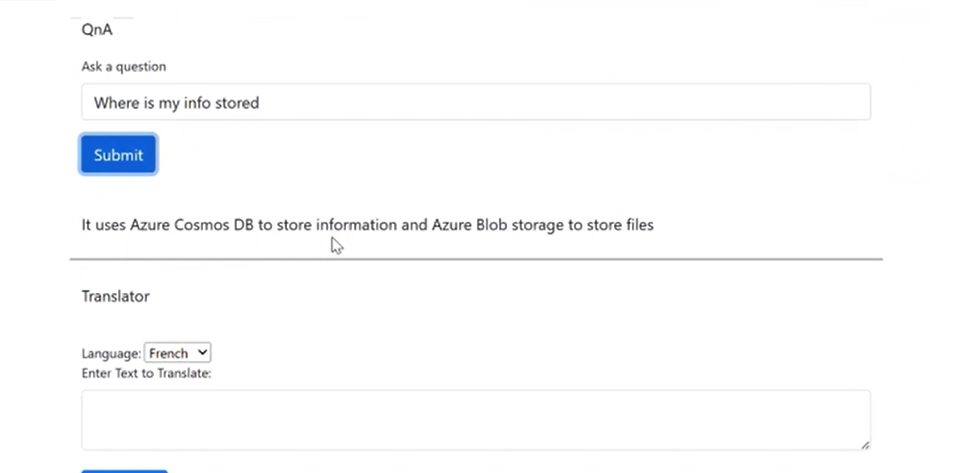 QnA
Ask a question
Where is my info stored
Submit
It uses Azure Cosmos DB to store information and Azure Blob storage to store files
Translator
Language: French
Enter Text to Translate: